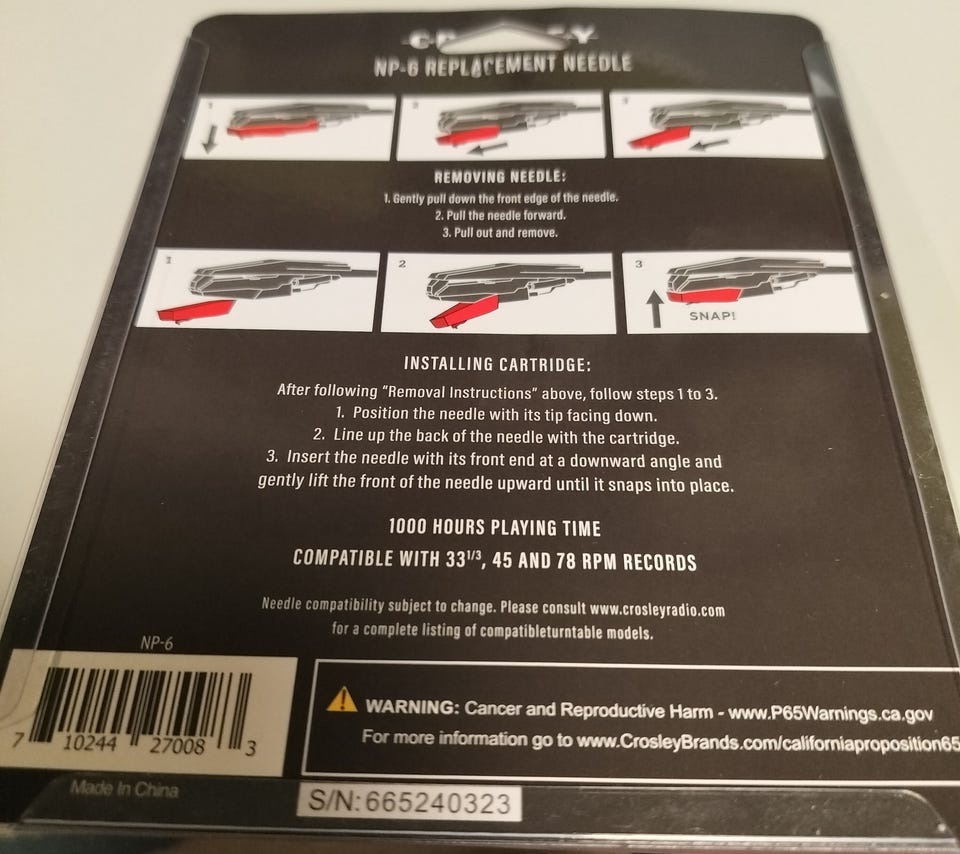 NP-6 REPLACEMENT NEEDLE
1 2 3
REMOVING NEEDLE:
1. Gently pull down the front edge of the needle.
2. Pull the needle forward.
3. Pull out and remove.
1 2 3
SNAP!
INSTALLING CARTRIDGE:
After following “Removal Instructions” above, follow steps 1 to 3.
1. Position the needle with its tip facing down.
2. Line up the back of the needle with the cartridge.
3. Insert the needle with its front end at a downward angle and
gently lift the front of the needle upward until it snaps into place.
1000 HOURS PLAYING TIME
COMPATIBLE WITH 33 1/3, 45 AND 78 RPM RECORDS
Needle compatibility subject to change. Please consult www.crosleyradio.com
for a complete listing of compatibleturntable models.
NP-6
7 10244 27008 3
WARNING: Cancer and Reproductive Harm - www.P65Warnings.ca.gov
For more information go to www.CrosleyBrands.com/californiaproposition65
Made In China
S/N: 665240323